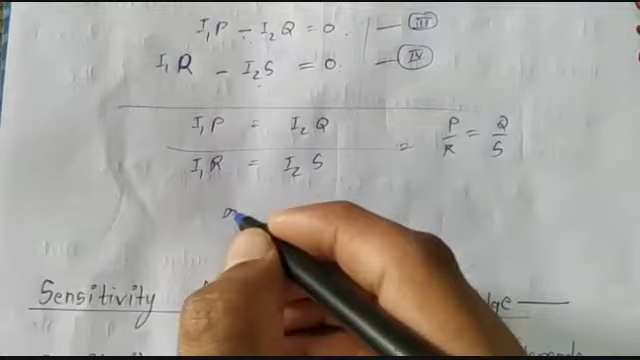 I₁P - I₂Q = 0. — III
I₁R - I₂S = 0. — IV
I₁P = I₂Q
I₁R = I₂S
= P/R = Q/S
Sensitivity